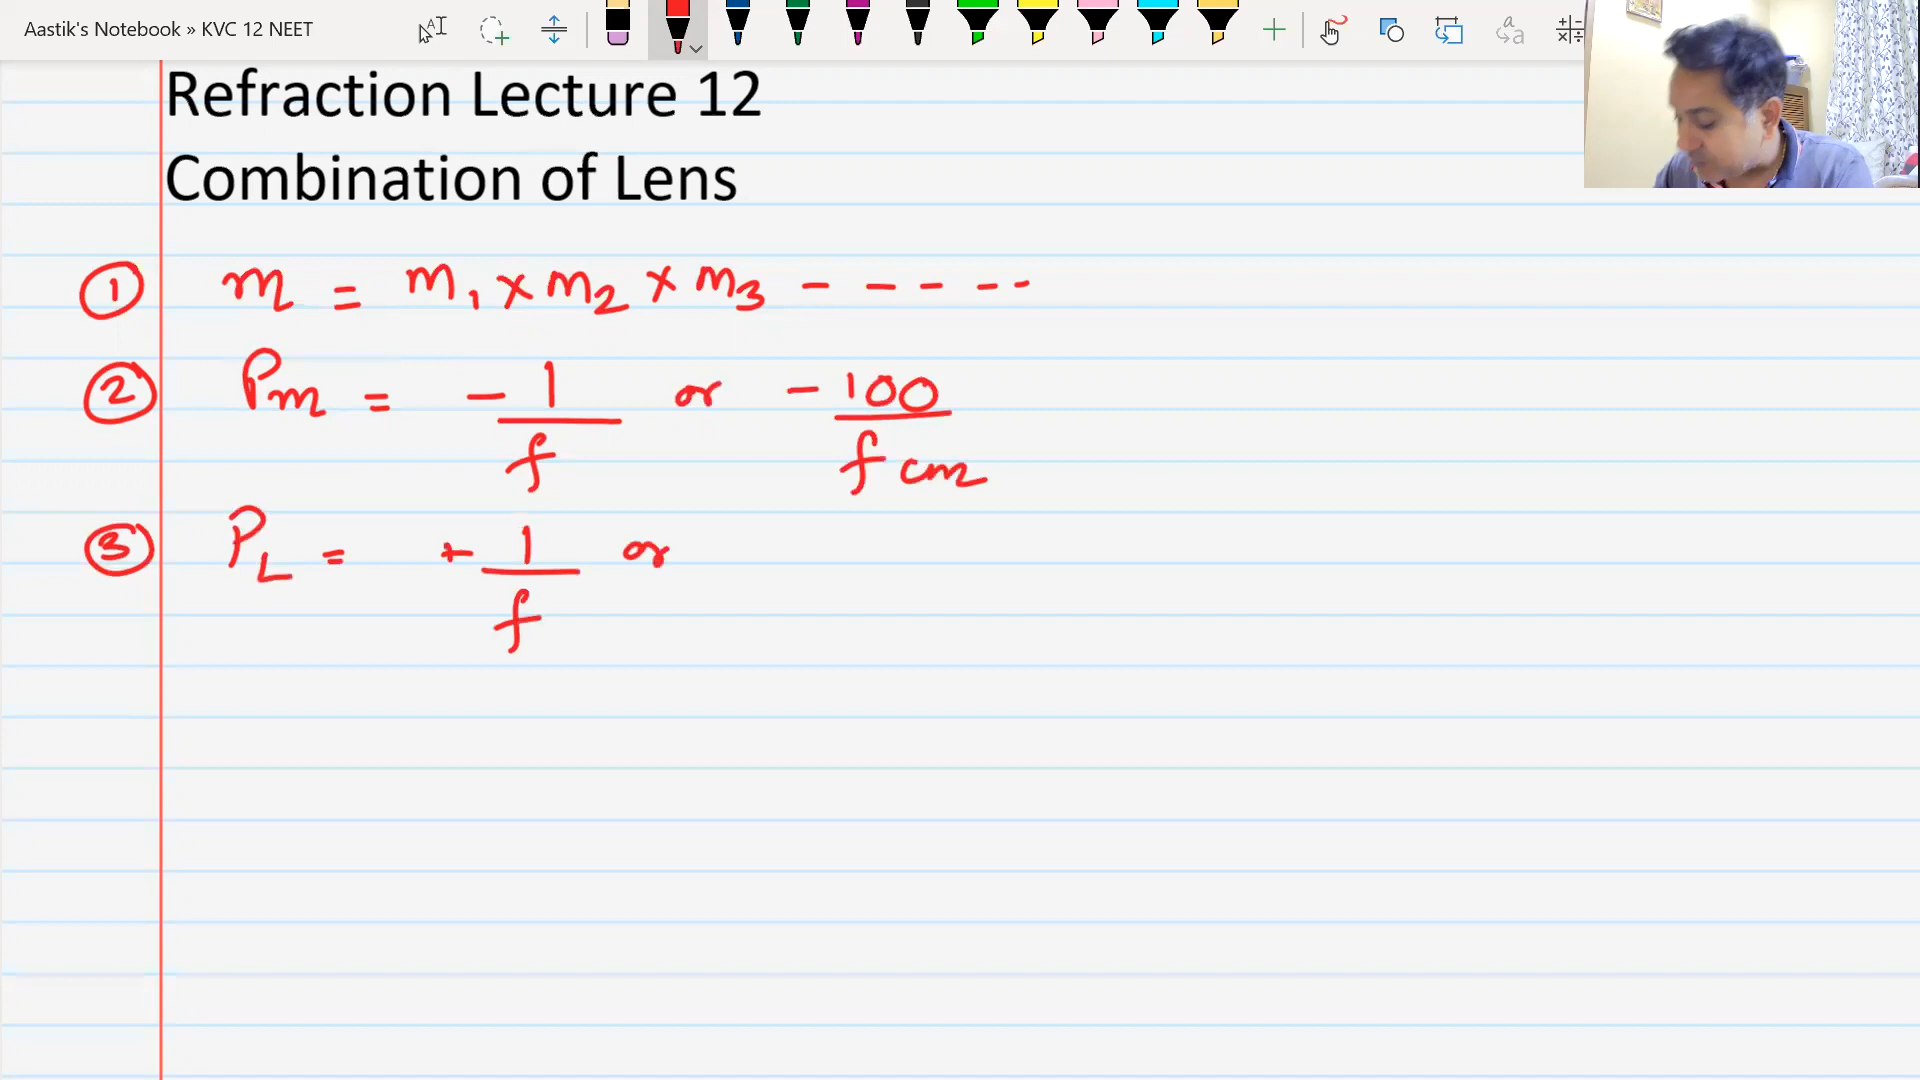 Aastik's Notebook » KVC 12 NEET
Refraction Lecture 12
Combination of Lens
① m = m₁ × m₂ × m₃ - - - - -
② Pm = - 1/f or - 100/f cm
③ PL = + 1/f or